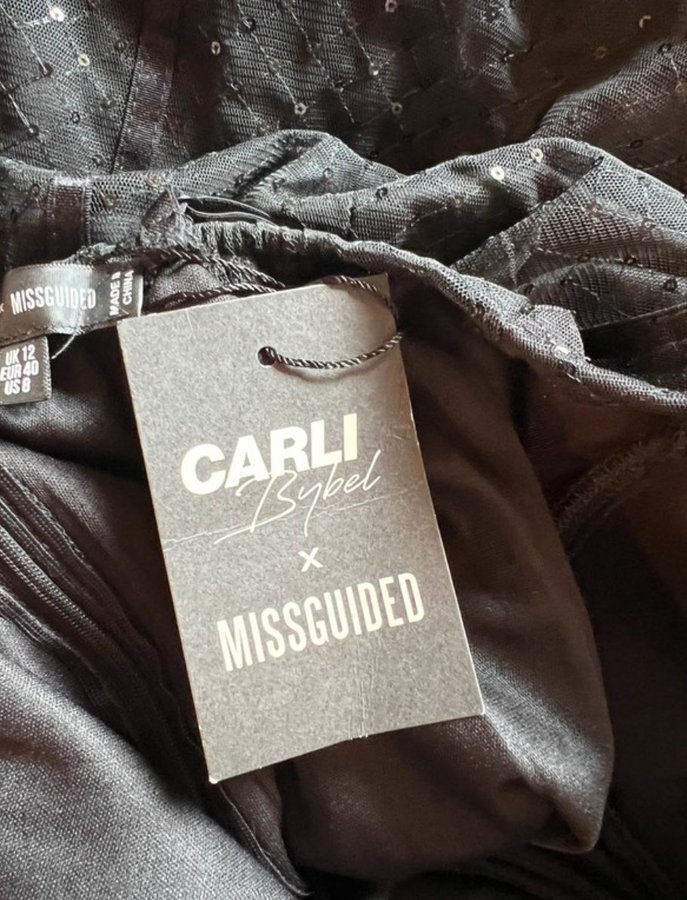 MISSGUIDED
MADE IN
CHINA
UK 12
EUR 40
US 8
CARLI
Bybel
x
MISSGUIDED